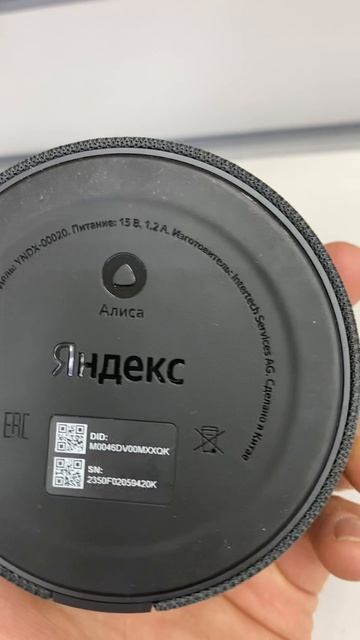 YNDX-00020. Питание: 15 В, 1.2 А. Изготовитель: Intertech Services AG. Сделано в Китае
Алиса
Яндекс
EAC
DID:
M0046DV00MXXQK
SN:
2350F02059420K